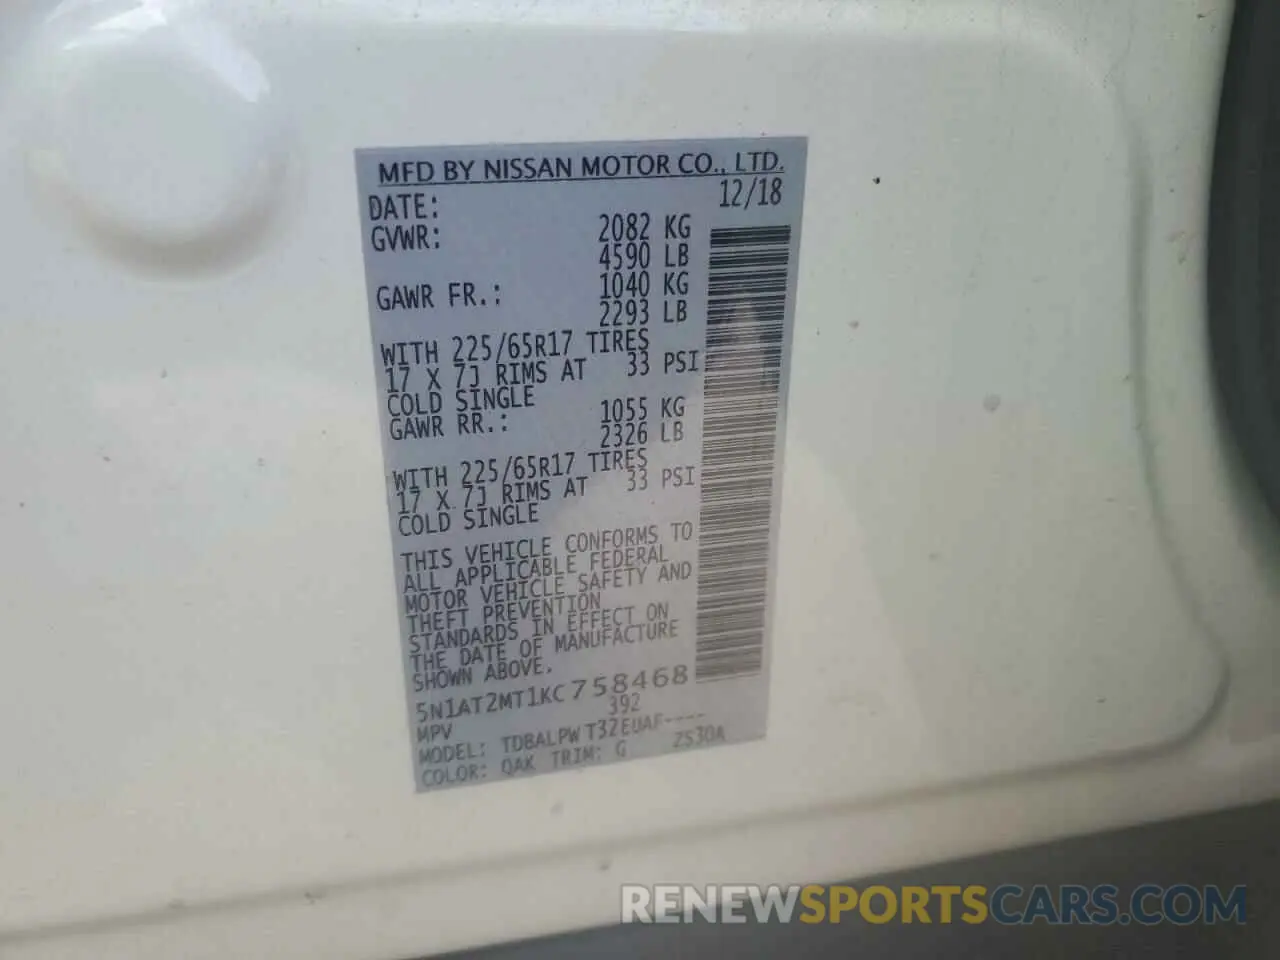 MFD BY NISSAN MOTOR CO., LTD.
DATE: 12/18
GVWR: 2082 KG
4590 LB
GAWR FR.: 1040 KG
2293 LB
WITH 225/65R17 TIRES
17 X 7J RIMS AT 33 PSI
COLD SINGLE
GAWR RR.: 1055 KG
2326 LB
WITH 225/65R17 TIRES
17 X 7J RIMS AT 33 PSI
COLD SINGLE
THIS VEHICLE CONFORMS TO
ALL APPLICABLE FEDERAL
MOTOR VEHICLE SAFETY AND
THEFT PREVENTION
STANDARDS IN EFFECT ON
THE DATE OF MANUFACTURE
SHOWN ABOVE.
5N1AT2MT1KC758468
MPV 392
MODEL: TDBALPW T32EUAF----
COLOR: QAK TRIM: G 2S30A
RENEWSPORTSCARS.COM